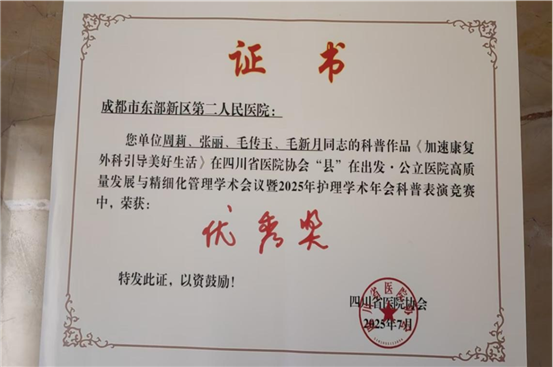 证书
成都市东部新区第二人民医院：
您单位周莉、张丽、毛传玉、毛新月同志的科普作品《加速康复
外科引导美好生活》在四川省医院协会“县”在出发·公立医院高质
量发展与精细化管理学术会议暨2025年护理学术年会科普表演竞赛
中，荣获：
优秀奖
特发此证，以资鼓励！
四川省医院协会
2025年7月